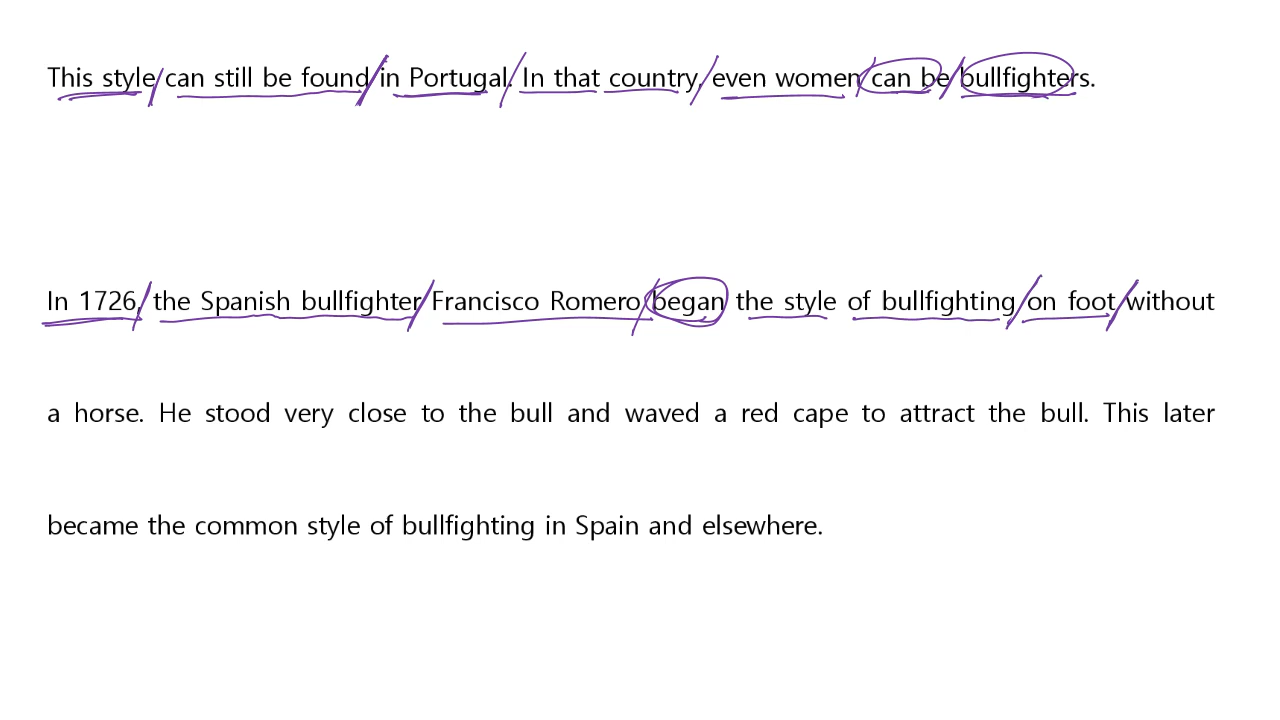 This style can still be found in Portugal. In that country, even women can be bullfighters.
In 1726, the Spanish bullfighter Francisco Romero began the style of bullfighting on foot without
a horse. He stood very close to the bull and waved a red cape to attract the bull. This later
became the common style of bullfighting in Spain and elsewhere.